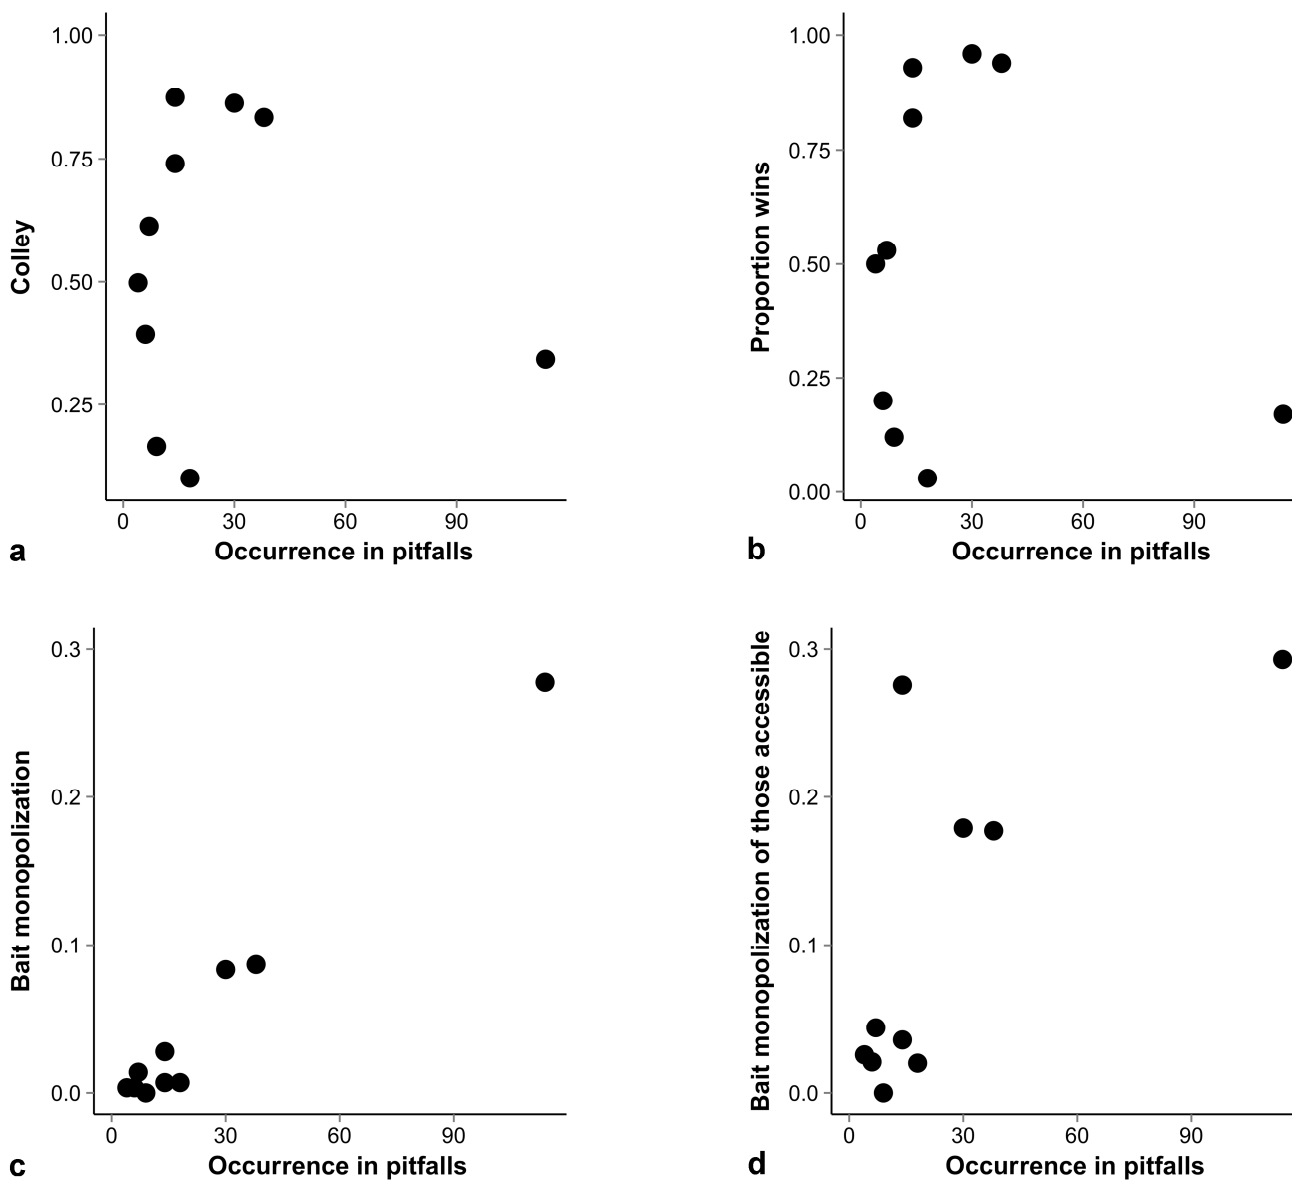 1.00
0.75
0.50
0.25
Colley
0
30
60
90
Occurrence in pitfalls
a
1.00
0.75
0.50
0.25
0.00
Proportion wins
0
30
60
90
Occurrence in pitfalls
b
0.3
0.2
0.1
0.0
Bait monopolization
0
30
60
90
Occurrence in pitfalls
c
0.3
0.2
0.1
0.0
Bait monopolization of those accessible
0
30
60
90
Occurrence in pitfalls
d